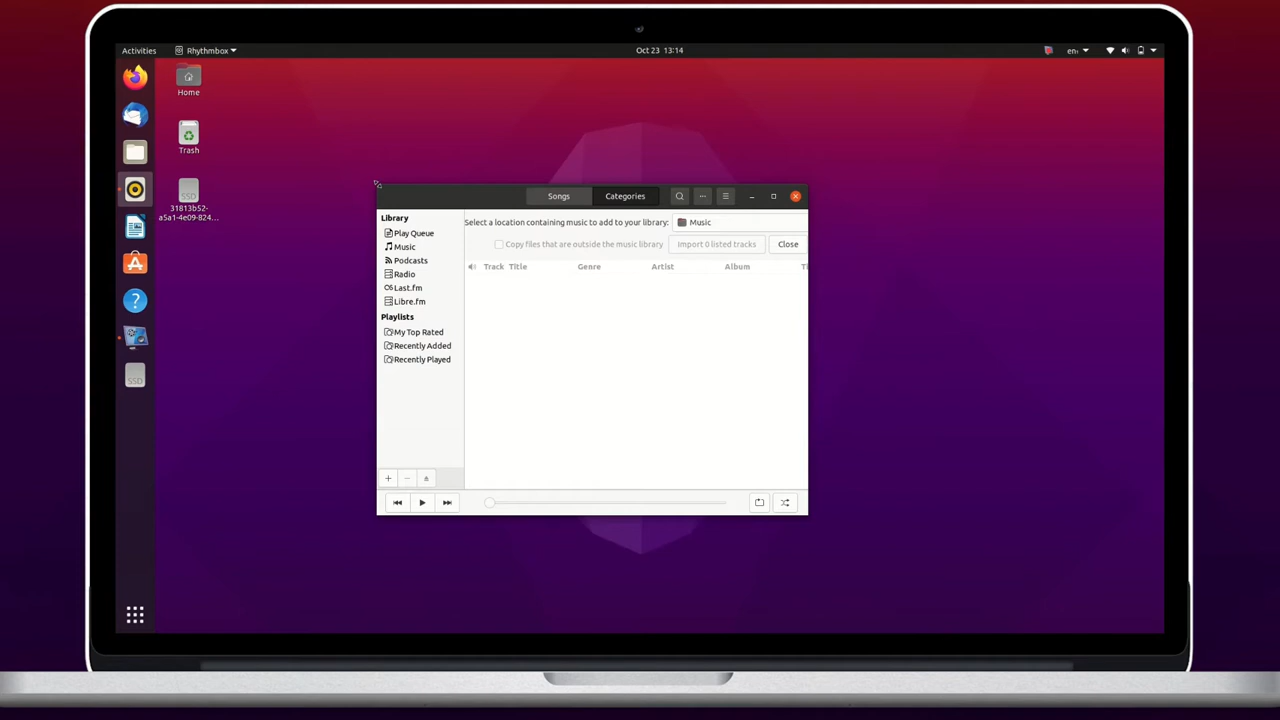 Activities
Rhythmbox
Oct 23 13:14
en
Home
Trash
SSD
31813b52-
a5a1-4e09-824...
SSD
Songs
Categories
Library
Play Queue
Music
Podcasts
Radio
Last.fm
Libre.fm
Playlists
My Top Rated
Recently Added
Recently Played
Select a location containing music to add to your library:
Music
Copy files that are outside the music library
Import 0 listed tracks
Close
Track Title Genre Artist Album Ti